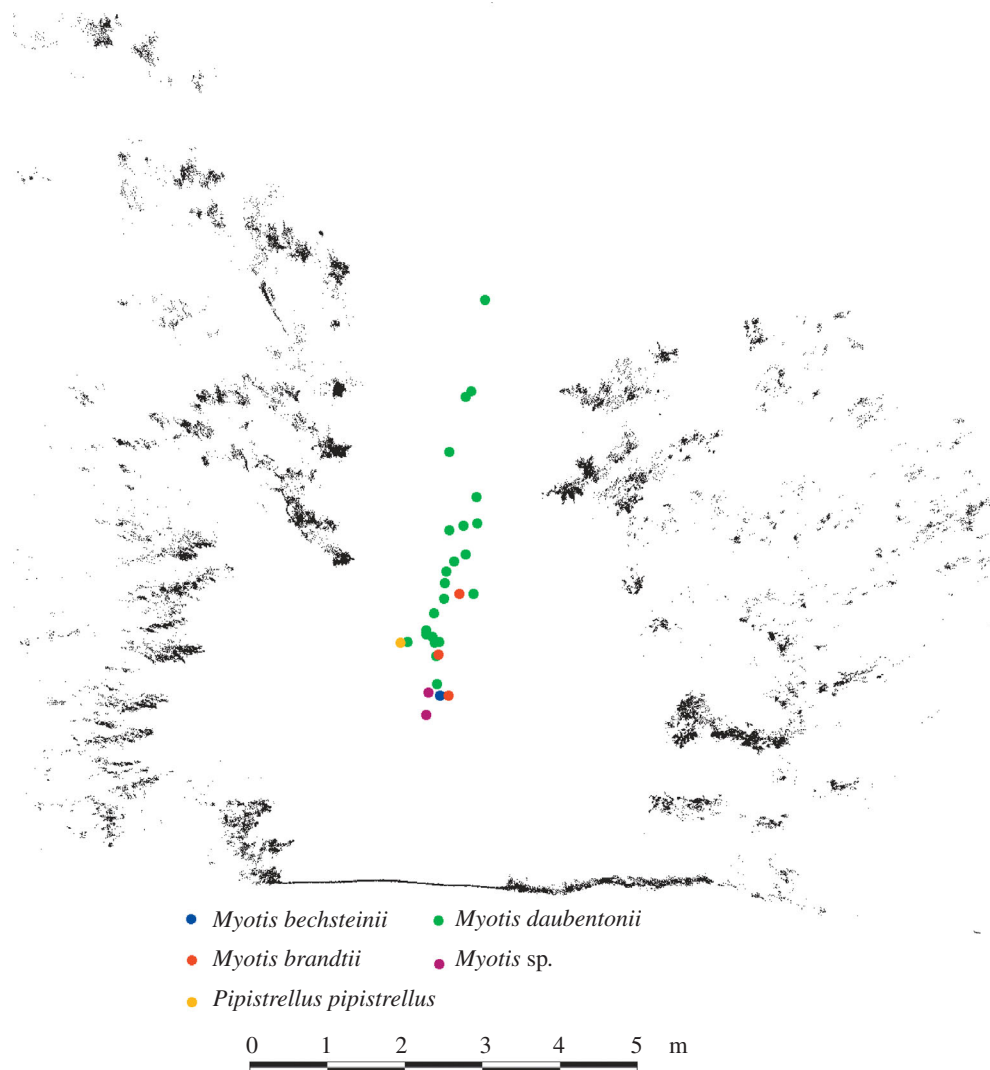 Myotis bechsteinii Myotis daubentonii
Myotis brandtii Myotis sp.
Pipistrellus pipistrellus
0 1 2 3 4 5 m